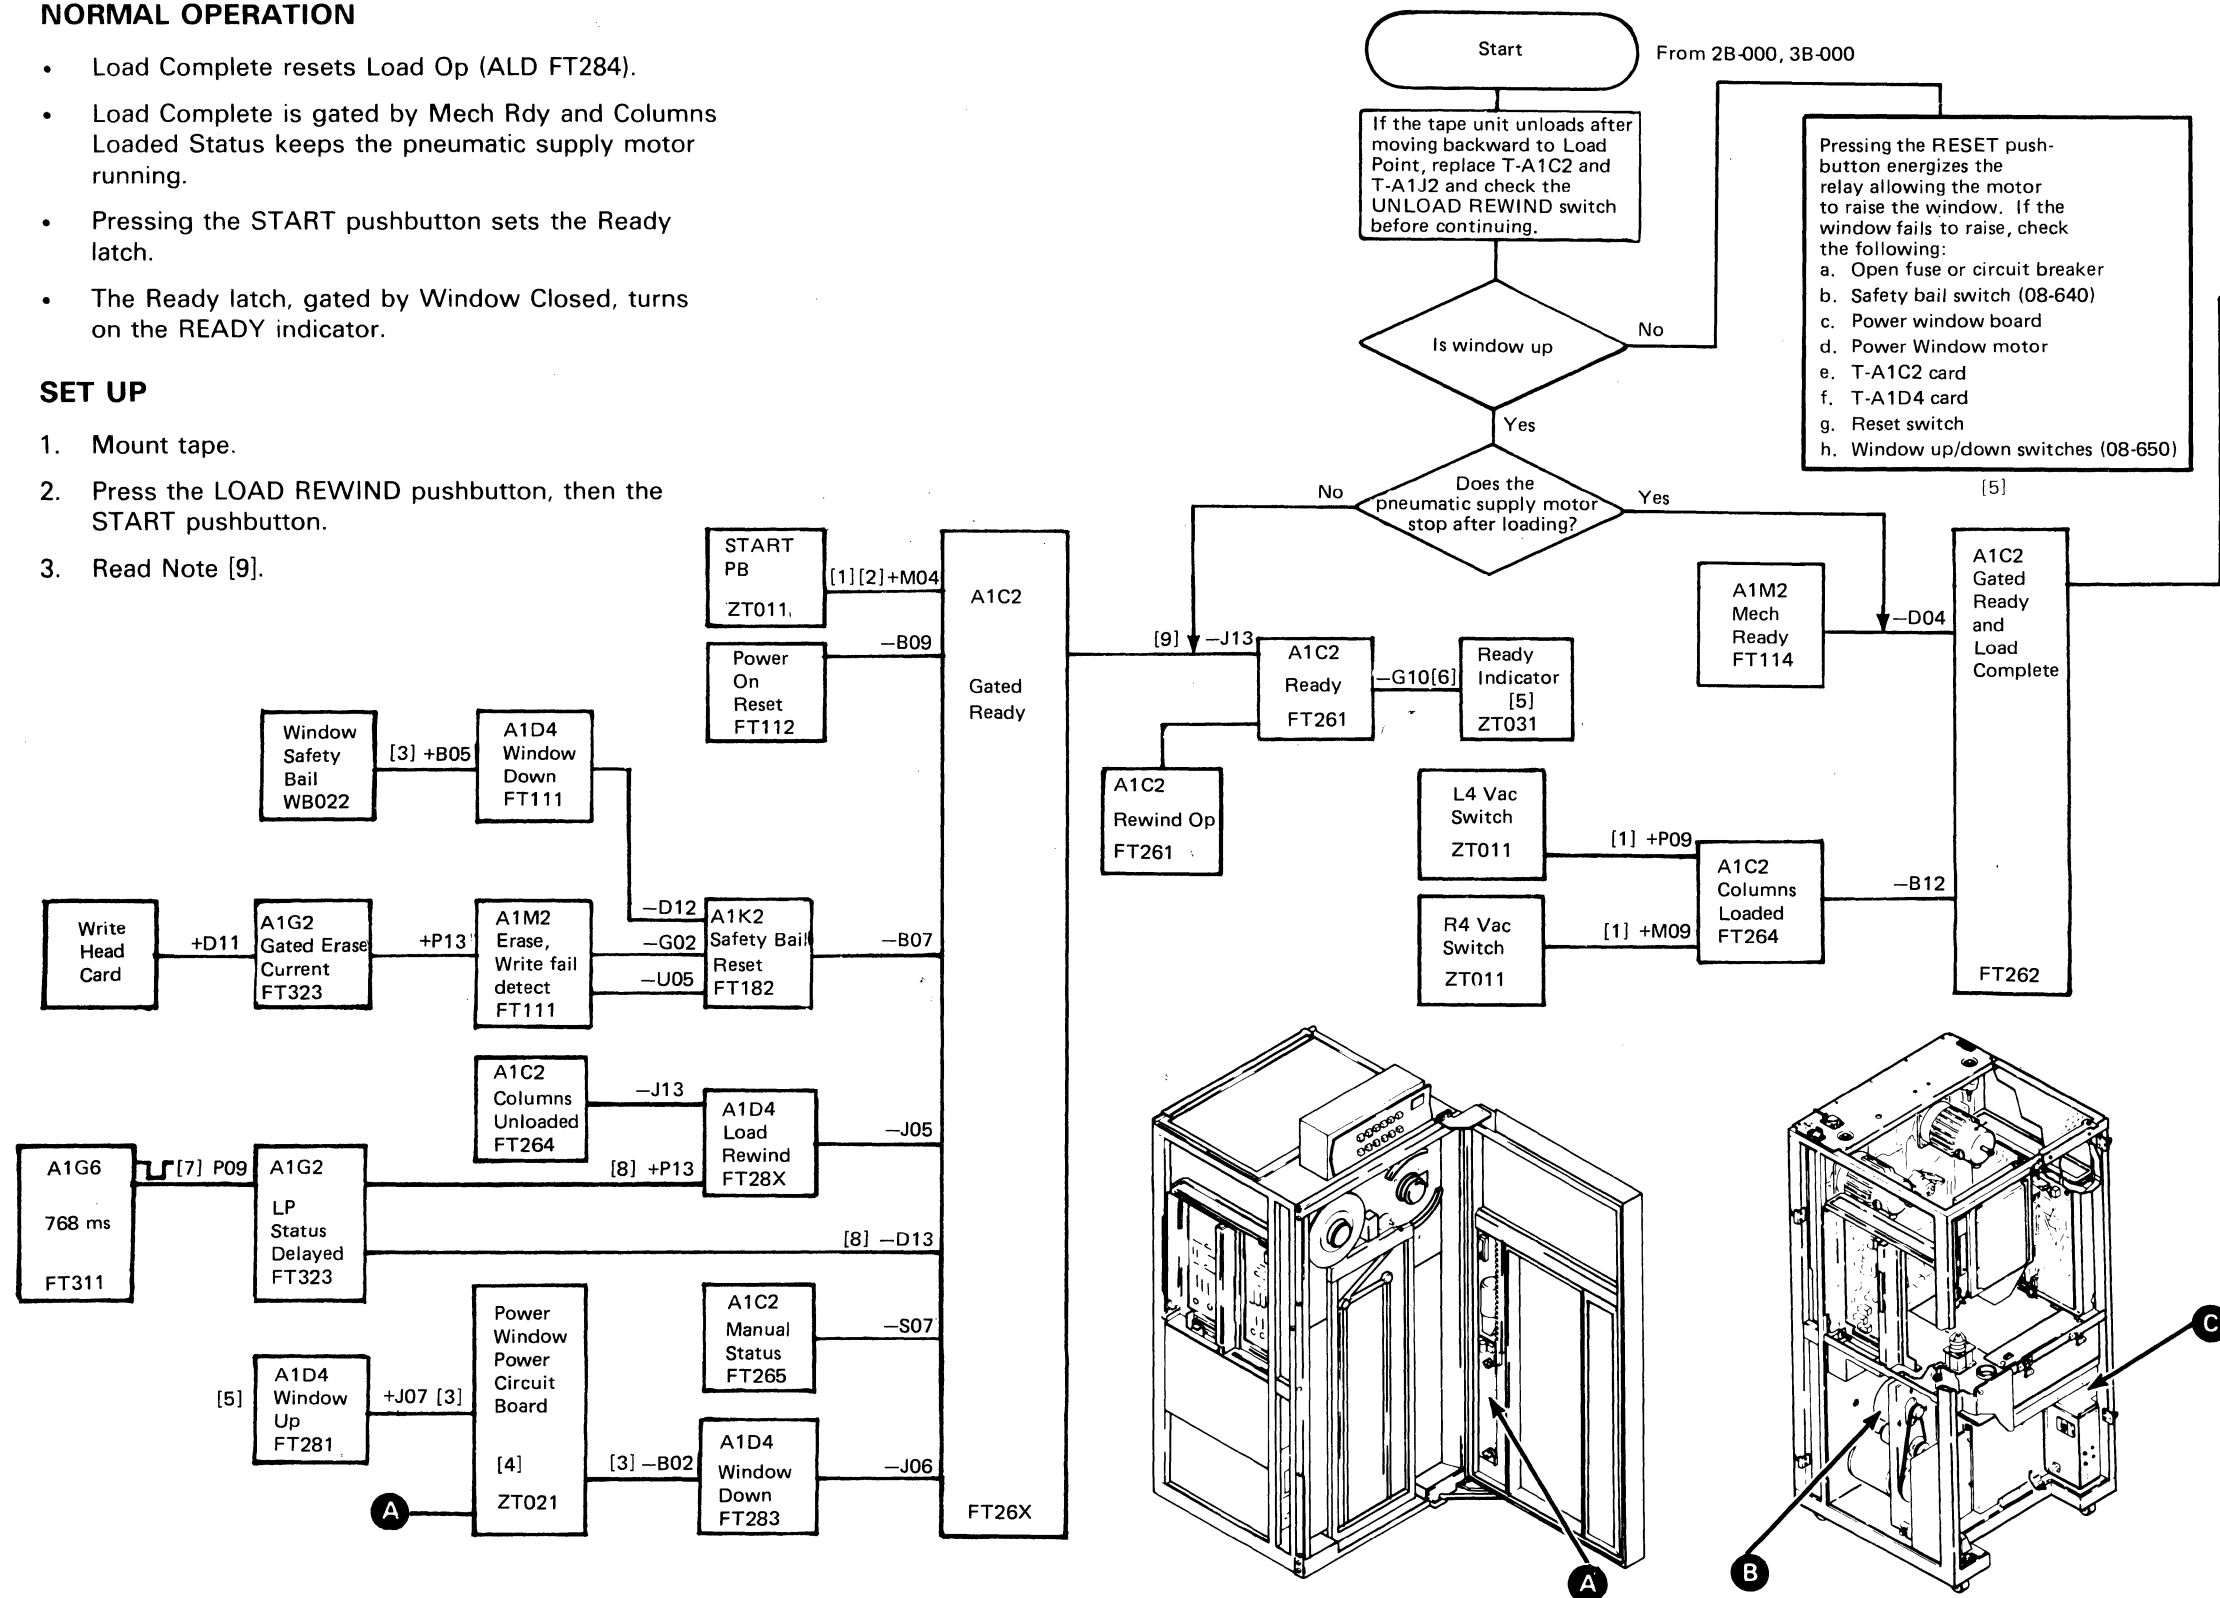 NORMAL OPERATION
• Load Complete resets Load Op (ALD FT284).
• Load Complete is gated by Mech Rdy and Columns
Loaded Status keeps the pneumatic supply motor
running.
• Pressing the START pushbutton sets the Ready
latch.
• The Ready latch, gated by Window Closed, turns
on the READY indicator.
SET UP
1. Mount tape.
2. Press the LOAD REWIND pushbutton, then the
START pushbutton.
3. Read Note [9].
Start
From 2B-000, 3B-000
If the tape unit unloads after
moving backward to Load
Point, replace T-A1C2 and
T-A1J2 and check the
UNLOAD REWIND switch
before continuing.
Is window up
No
Yes
Pressing the RESET push-
button energizes the
relay allowing the motor
to raise the window. If the
window fails to raise, check
the following:
a. Open fuse or circuit breaker
b. Safety bail switch (08-640)
c. Power window board
d. Power Window motor
e. T-A1C2 card
f. T-A1D4 card
g. Reset switch
h. Window up/down switches (08-650)
[5]
Does the
pneumatic supply motor
stop after loading?
No
Yes
START
PB
ZT011
[1][2]+M04
Power
On
Reset
FT112
—B09
Window
Safety
Bail
WB022
[3] +B05
A1D4
Window
Down
FT111
—D12
Write
Head
Card
+D11
A1G2
Gated Erase
Current
FT323
+P13
A1M2
Erase,
Write fail
detect
FT111
—G02
—U05
A1K2
Safety Bail
Reset
FT182
—B07
A1C2
Columns
Unloaded
FT264
—J13
A1D4
Load
Rewind
FT28X
—J05
A1G6
768 ms
FT311
[7] P09
A1G2
LP
Status
Delayed
FT323
[8] +P13
[8] —D13
A1C2
Manual
Status
FT265
—S07
[5]
A1D4
Window
Up
FT281
+J07 [3]
Power
Window
Power
Circuit
Board
[4]
ZT021
A
[3] —B02
A1D4
Window
Down
FT283
—J06
A1C2
Gated
Ready
FT26X
[9] —J13
A1C2
Ready
FT261
—G10[6]
Ready
Indicator
[5]
ZT031
A1C2
Rewind Op
FT261
A1M2
Mech
Ready
FT114
—D04
L4 Vac
Switch
ZT011
[1] +P09
R4 Vac
Switch
ZT011
[1] +M09
A1C2
Columns
Loaded
FT264
—B12
A1C2
Gated
Ready
and
Load
Complete
FT262
A
B
C